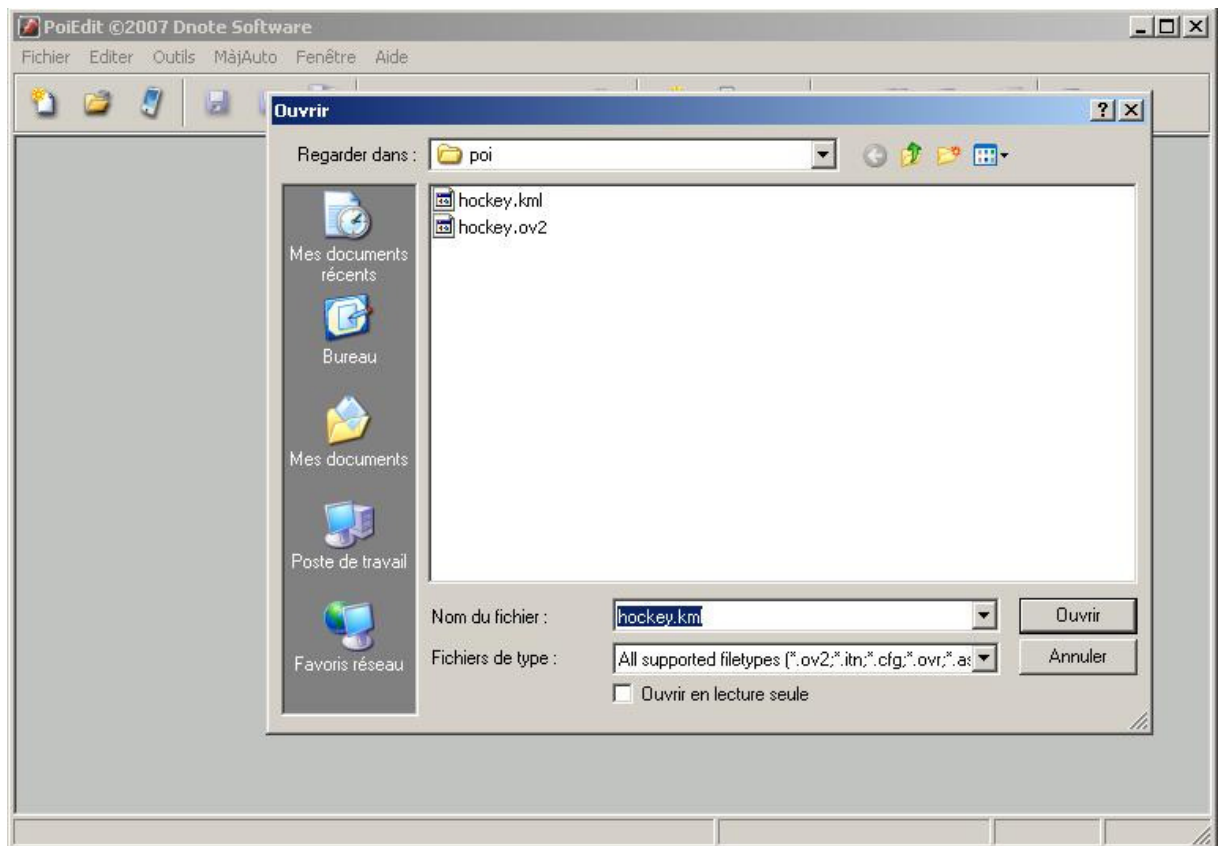 PoiEdit ©2007 Dnote Software
Fichier Editer Outils MàjAuto Fenêtre Aide
Ouvrir
Regarder dans : poi
hockey.kml
hockey.ov2
Mes documents
récents
Bureau
Mes documents
Poste de travail
Favoris réseau
Nom du fichier : hockey.kml Ouvrir
Fichiers de type : All supported filetypes (*.ov2;*.itn;*.cfg;*.ovr;*.as Annuler
Ouvrir en lecture seule